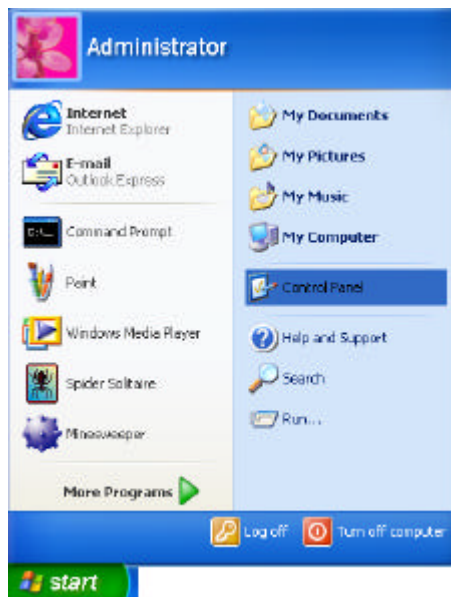 Administrator
Internet
Internet Explorer
E-mail
Outlook Express
Command Prompt
Paint
Windows Media Player
Spider Solitaire
Minesweeper
More Programs
My Documents
My Pictures
My Music
My Computer
Control Panel
Help and Support
Search
Run...
Log off
Turn off computer
start